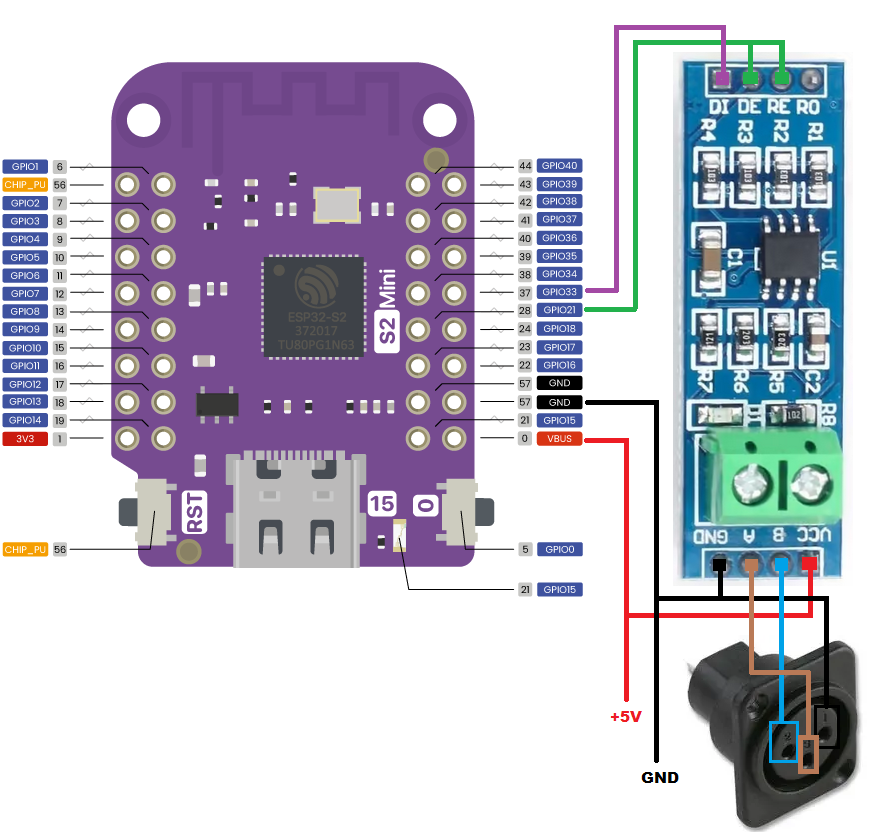 GPIO1 6
CHIP_PU 56
GPIO2 7
GPIO3 8
GPIO4 9
GPIO5 10
GPIO6 11
GPIO7 12
GPIO8 13
GPIO9 14
GPIO10 15
GPIO11 16
GPIO12 17
GPIO13 18
GPIO14 19
3V3 1
CHIP_PU 56
ESP32-S2
372017
TU80PG1N63
S2 Mini
RST
15
0
44 GPIO40
43 GPIO39
42 GPIO38
41 GPIO37
40 GPIO36
39 GPIO35
38 GPIO34
37 GPIO33
28 GPIO21
24 GPIO18
23 GPIO17
22 GPIO16
57 GND
57 GND
21 GPIO15
0 VBUS
5 GPIO0
21 GPIO15
DI DE RE RO
R4 R3 R2 R1
103 103 103 103
C1 U1
R7 R6 R5 C2
R8
GND A B VCC
+5V
GND